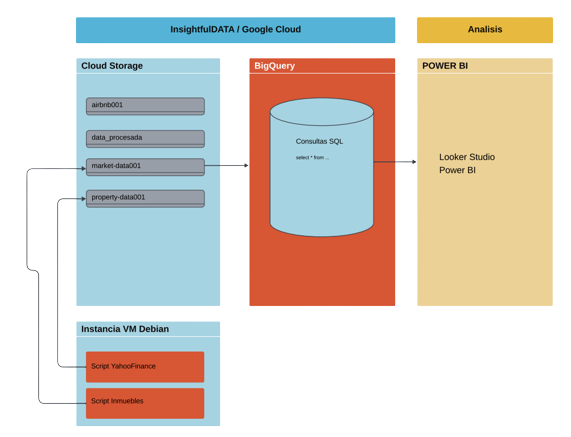 InsightfulDATA / Google Cloud
Analisis
Cloud Storage
airbnb001
data_procesada
market-data001
property-data001
BigQuery
Consultas SQL
select * from ...
POWER BI
Looker Studio
Power BI
Instancia VM Debian
Script YahooFinance
Script Inmuebles